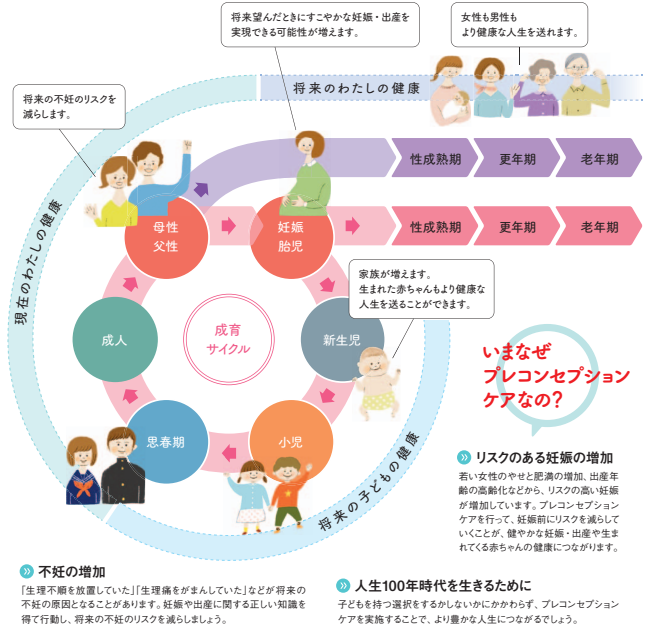 将来望んだときにすこやかな妊娠・出産を
実現できる可能性が増えます。
女性も男性も
より健康な人生を送れます。
将来の不妊のリスクを
減らします。
将来のわたしの健康
現在のわたしの健康
性成熟期
更年期
老年期
母性
父性
妊娠
胎児
性成熟期
更年期
老年期
家族が増えます。
生まれた赤ちゃんもより健康な
人生を送ることができます。
成人
成育
サイクル
新生児
思春期
小児
将来の子どもの健康
いまなぜ
プレコンセプション
ケアなの?
リスクのある妊娠の増加
若い女性のやせと肥満の増加、出産年
齢の高齢化などから、リスクの高い妊娠
が増加しています。プレコンセプション
ケアを行って、妊娠前にリスクを減らして
いくことが、健やかな妊娠・出産や生ま
れてくる赤ちゃんの健康につながります。
不妊の増加
「生理不順を放置していた」「生理痛をがまんしていた」などが将来の
不妊の原因となることがあります。妊娠や出産に関する正しい知識を
得て行動し、将来の不妊のリスクを減らしましょう。
人生100年時代を生きるために
子どもを持つ選択をするかしないかにかかわらず、プレコンセプション
ケアを実施することで、より豊かな人生につながるでしょう。